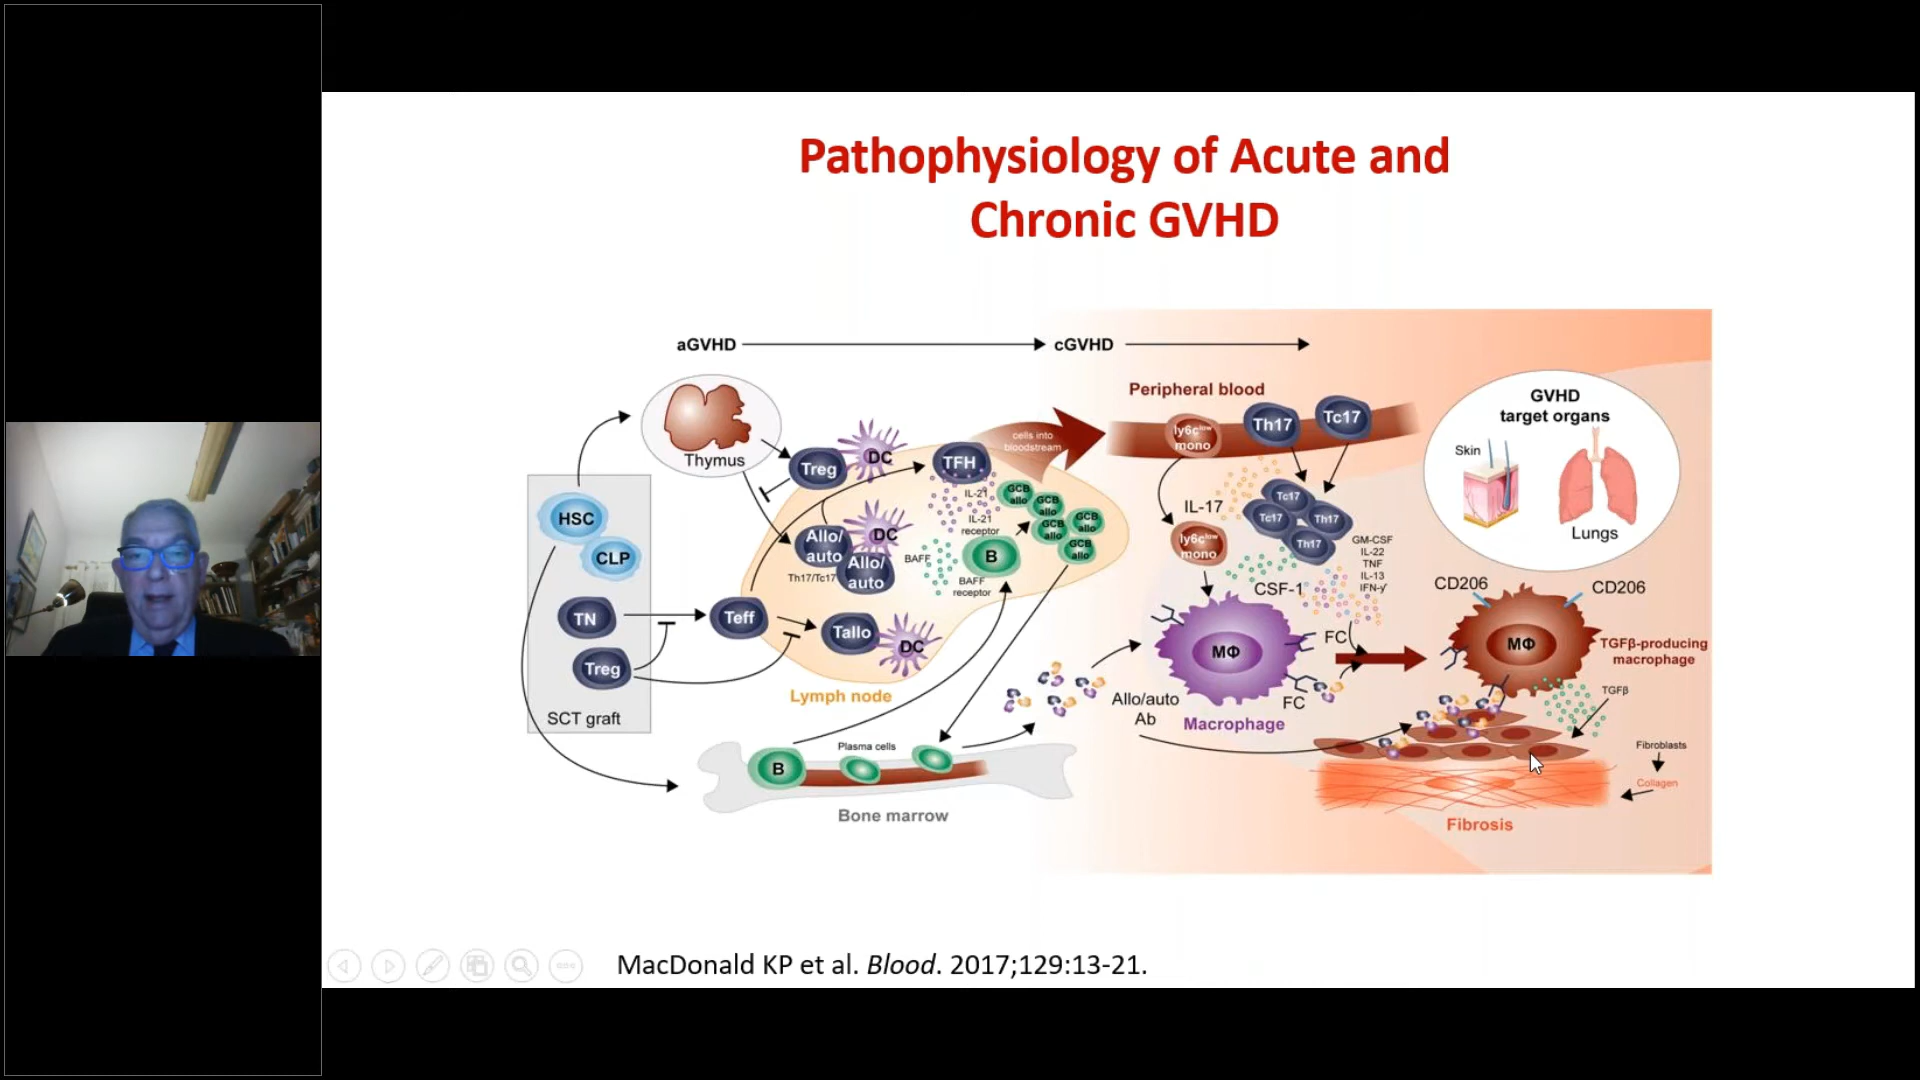 Pathophysiology of Acute and
Chronic GVHD
aGVHD
cGVHD
Thymus
Treg
DC
TFH
cells into
bloodstream
Peripheral blood
ly6c^low
mono
Th17
Tc17
GVHD
target organs
Skin
Lungs
HSC
CLP
TN
Treg
SCT graft
Teff
Allo/
auto
DC
Allo/
auto
Th17/Tc17
Tallo
DC
Lymph node
IL-21
IL-21
receptor
BAFF
BAFF
receptor
B
GCB
allo
GCB
allo
GCB
allo
GCB
allo
GCB
allo
IL-17
ly6c^low
mono
Tc17
Tc17
Th17
Th17
CSF-1
GM-CSF
IL-22
TNF
IL-13
IFN-γ
MΦ
FC
FC
Macrophage
Allo/auto
Ab
CD206
CD206
MΦ
TGFβ-producing
macrophage
TGFβ
Fibroblasts
Collagen
Fibrosis
B
Plasma cells
Bone marrow
MacDonald KP et al. Blood. 2017;129:13-21.